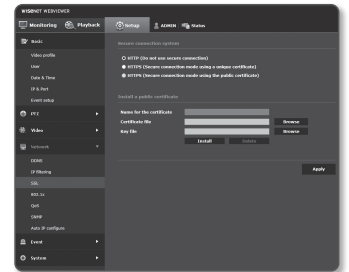 WISENET WEBVIEWER
Monitoring Playback Setup ADMIN Status
Basic
Video profile
User
Date & Time
IP & Port
Event setup
PTZ
Video
Network
DDNS
IP filtering
SSL
802.1x
QoS
SNMP
Auto IP configure
Event
System
Secure connection system
HTTP (Do not use secure connection)
HTTPS (Secure connection mode using a unique certificate)
HTTPS (Secure connection mode using the public certificate)
Install a public certificate
Name for the certificate
Certificate file Browse
Key file Browse
Install Delete
Apply